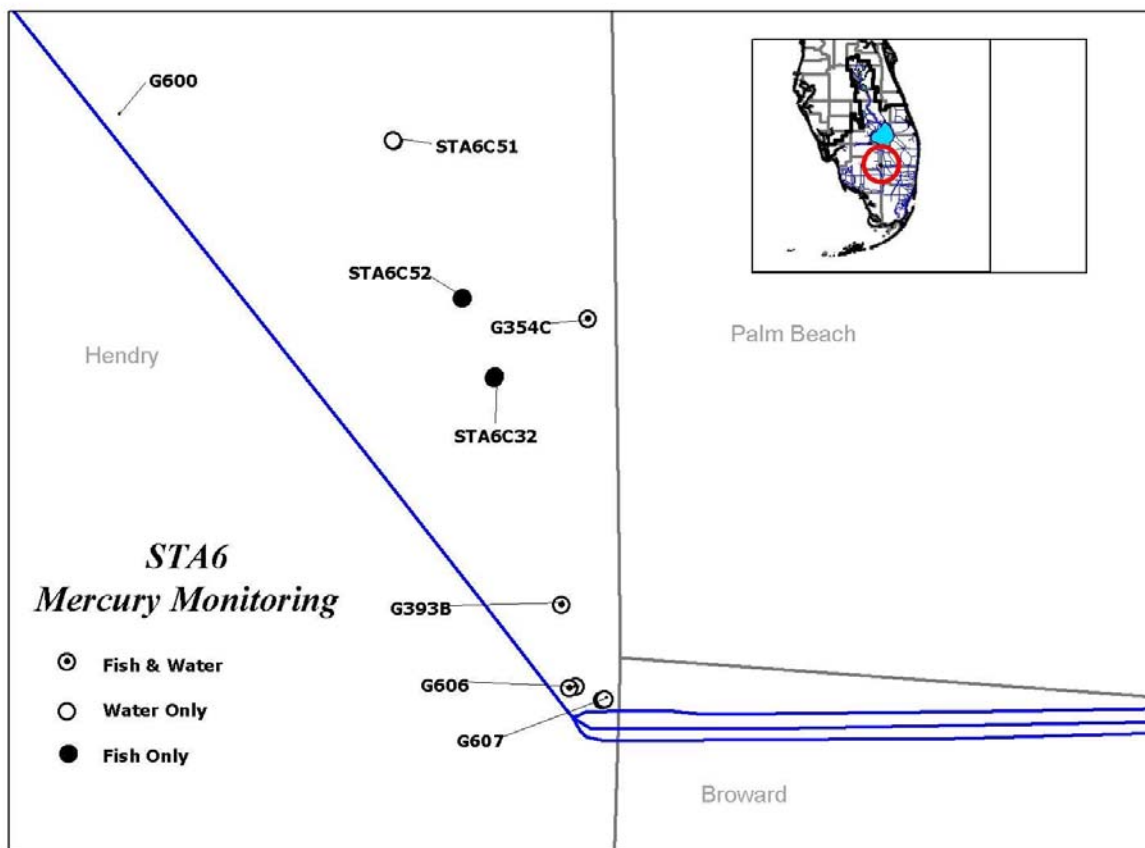 G600
STA6C51
STA6C52
G354C
Palm Beach
Hendry
STA6C32
STA6
Mercury Monitoring
G393B
Fish & Water
G606
Water Only
G607
Fish Only
Broward